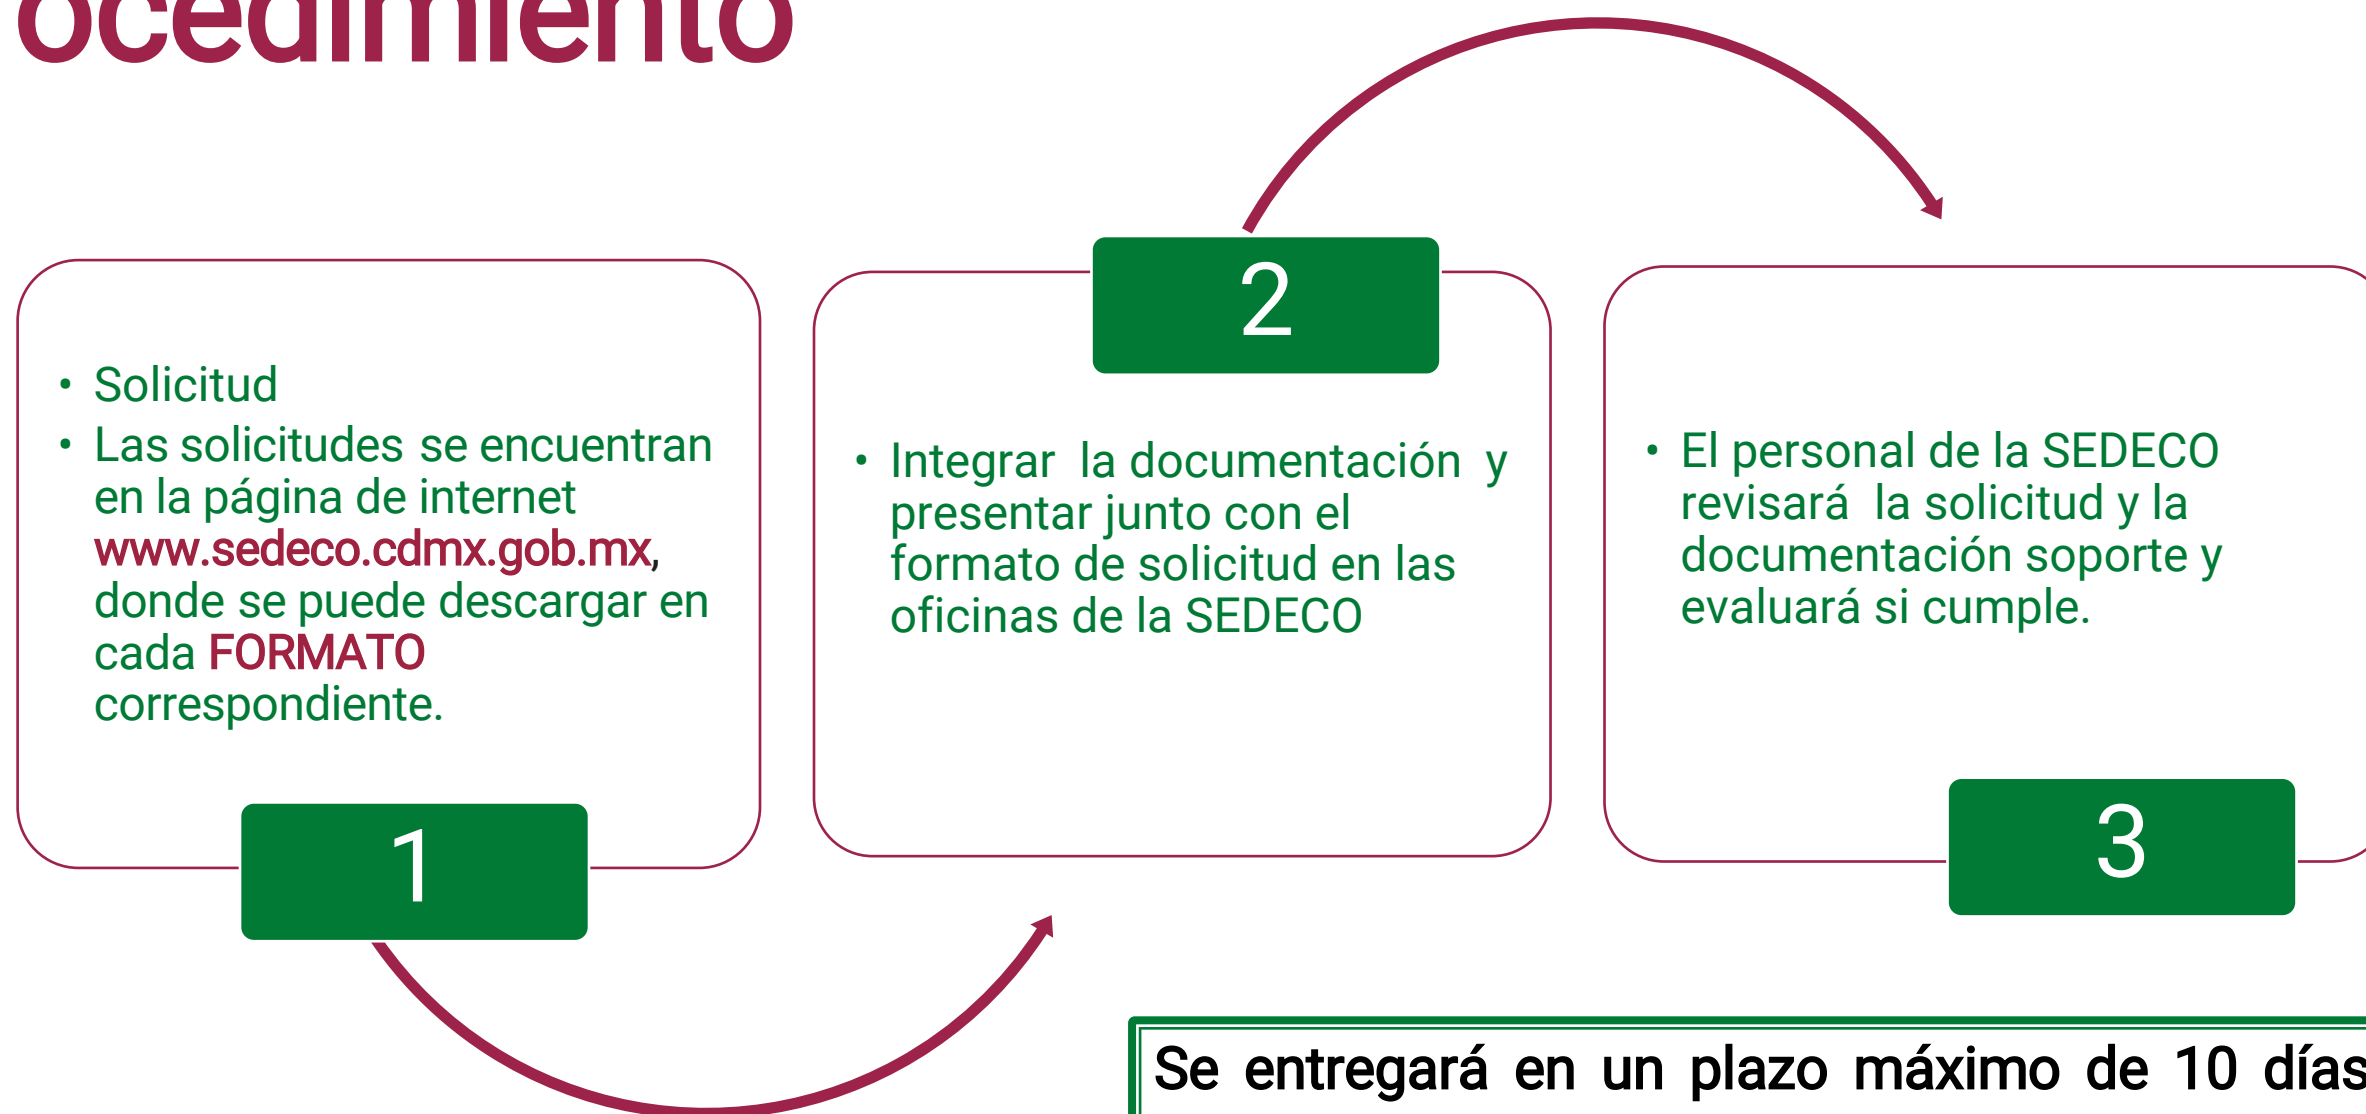 ocedimiento
• Solicitud
• Las solicitudes se encuentran
en la página de internet
www.sedeco.cdmx.gob.mx,
donde se puede descargar en
cada FORMATO
correspondiente.
1
2
• Integrar la documentación y
presentar junto con el
formato de solicitud en las
oficinas de la SEDECO
• El personal de la SEDECO
revisará la solicitud y la
documentación soporte y
evaluará si cumple.
3
Se entregará en un plazo máximo de 10 días